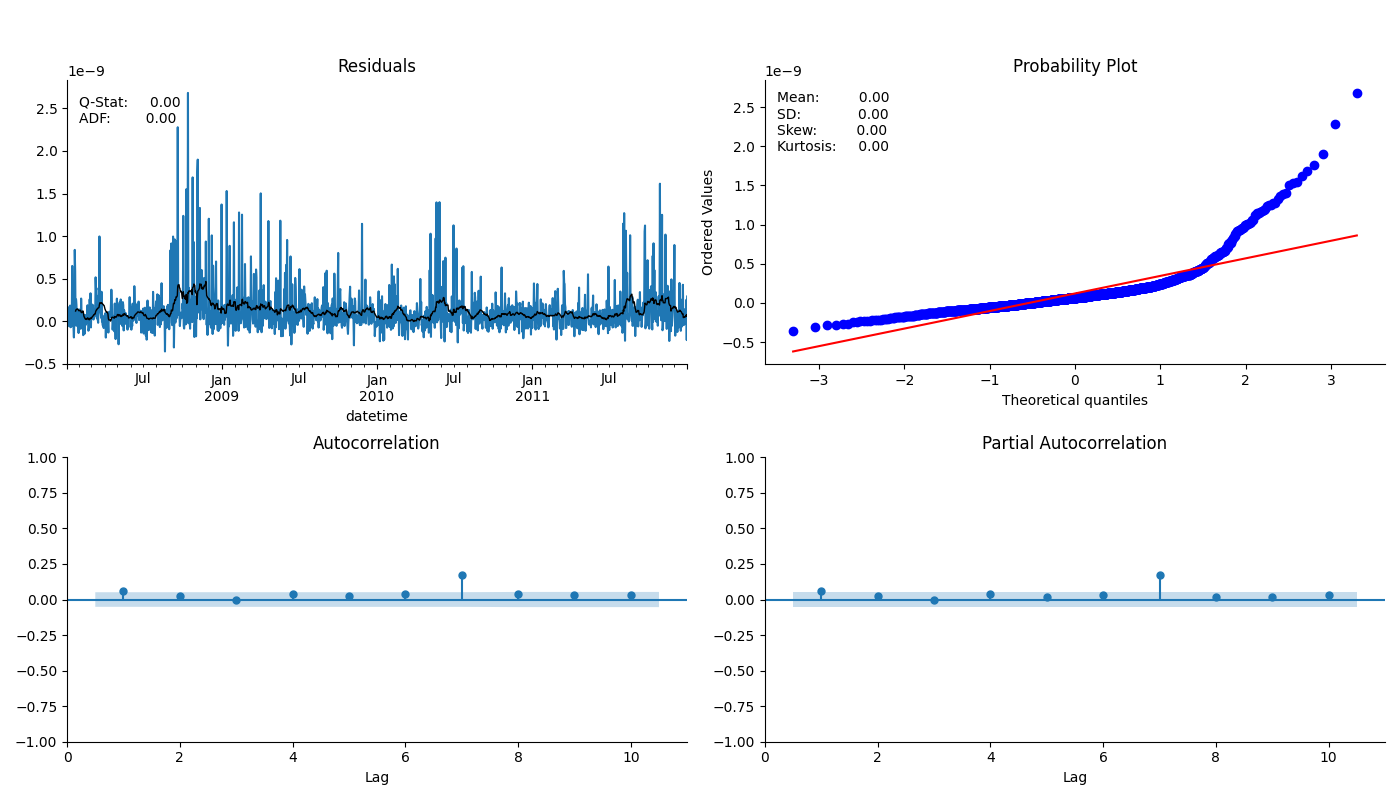 Residuals
1e−9
Q-Stat: 0.00
ADF: 0.00
2.5
2.0
1.5
1.0
0.5
0.0
−0.5
Jul Jan Jul Jan Jul Jan Jul
2009 2010 2011
datetime
Probability Plot
1e−9
Mean: 0.00
SD: 0.00
Skew: 0.00
Kurtosis: 0.00
Ordered Values
2.5
2.0
1.5
1.0
0.5
0.0
−0.5
−3 −2 −1 0 1 2 3
Theoretical quantiles
Autocorrelation
1.00
0.75
0.50
0.25
0.00
−0.25
−0.50
−0.75
−1.00
0 2 4 6 8 10
Lag
Partial Autocorrelation
1.00
0.75
0.50
0.25
0.00
−0.25
−0.50
−0.75
−1.00
0 2 4 6 8 10
Lag